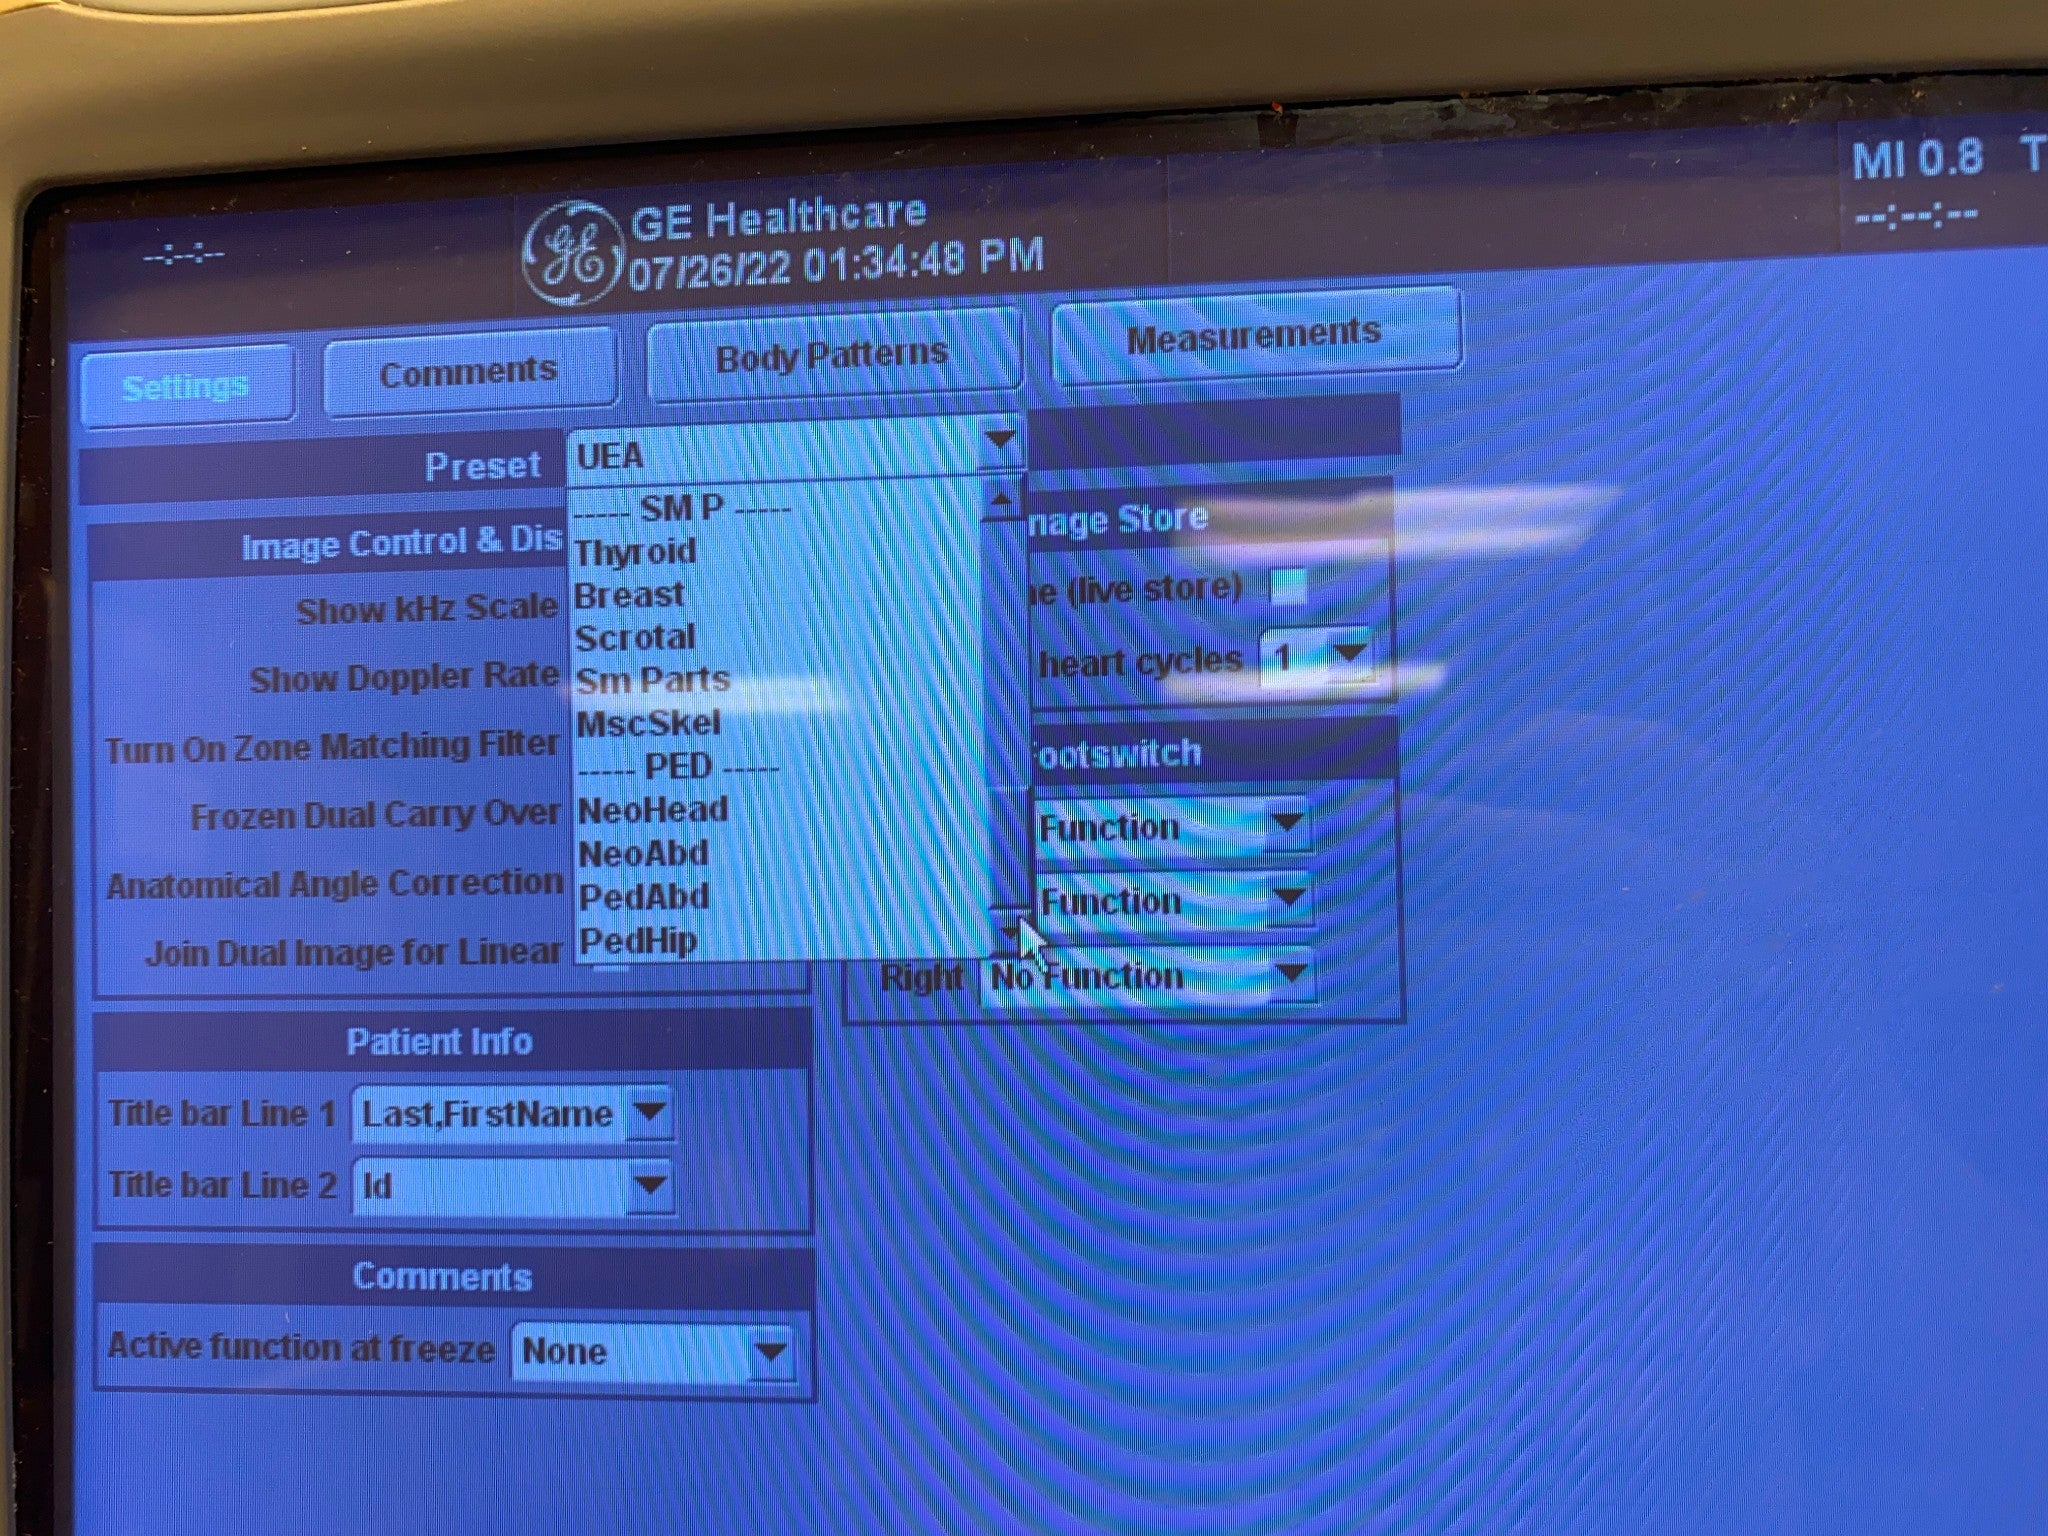 --:--:--
GE
GE Healthcare
07/26/22 01:34:48 PM
MI 0.8 T
--:--:--
Settings
Comments
Body Patterns
Measurements
Preset
UEA
----- SM P -----
Thyroid
Breast
Scrotal
Sm Parts
MscSkel
----- PED -----
NeoHead
NeoAbd
PedAbd
PedHip
Image Control & Dis
Show kHz Scale
Show Doppler Rate
Turn On Zone Matching Filter
Frozen Dual Carry Over
Anatomical Angle Correction
Join Dual Image for Linear
nage Store
e (live store)
heart cycles 1
ootswitch
Function
Function
Right No Function
Patient Info
Title bar Line 1 Last,FirstName
Title bar Line 2 Id
Comments
Active function at freeze None